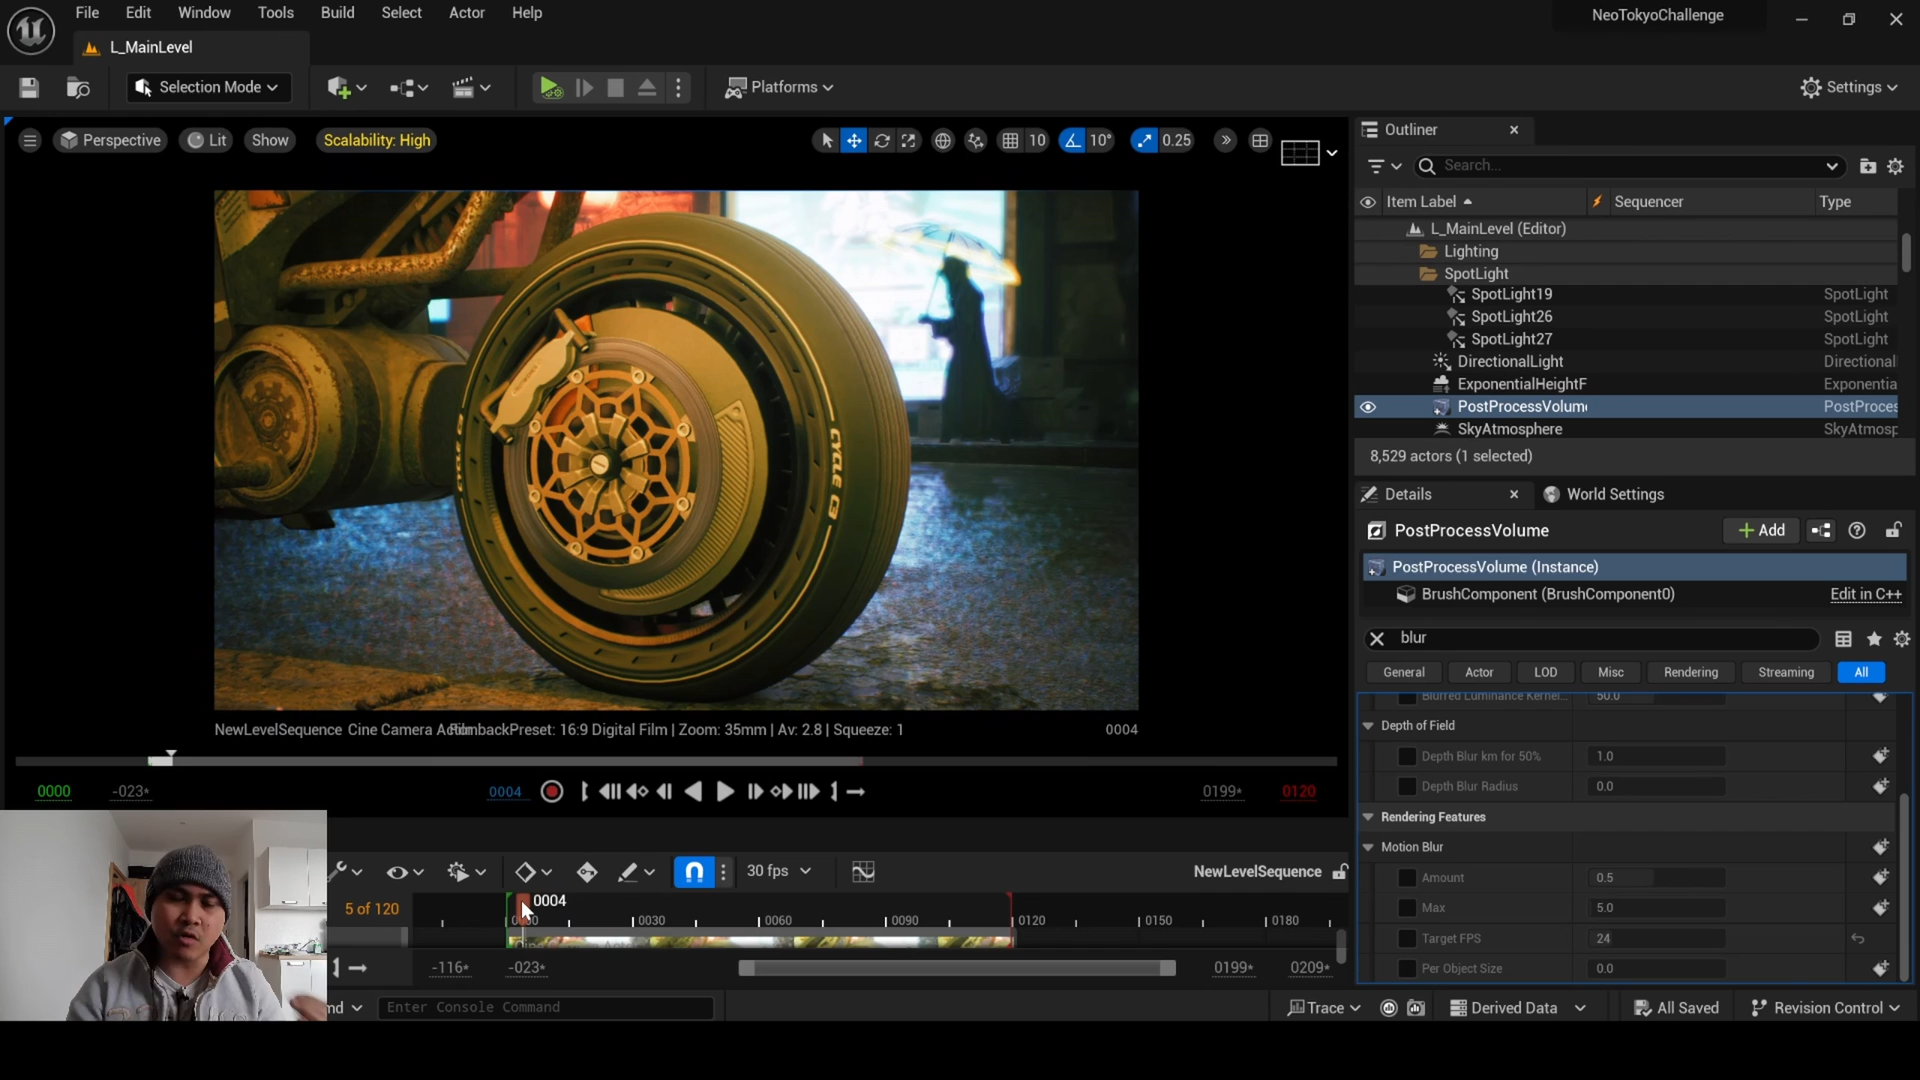 File Edit Window Tools Build Select Actor Help
NeoTokyoChallenge
L_MainLevel
Selection Mode
Platforms
Settings
Perspective Lit Show Scalability: High
10 10° 0.25
Outliner
Search...
Item Label Sequencer Type
L_MainLevel (Editor)
Lighting
SpotLight
SpotLight19 SpotLight
SpotLight26 SpotLight
SpotLight27 SpotLight
DirectionalLight Directional
ExponentialHeightF Exponentia
PostProcessVolum PostProces
SkyAtmosphere SkyAtmosp
8,529 actors (1 selected)
Details World Settings
PostProcessVolume Add
PostProcessVolume (Instance)
BrushComponent (BrushComponent0) Edit in C++
blur
General Actor LOD Misc Rendering Streaming All
Blurred Luminance Kernel... 50.0
Depth of Field
Depth Blur km for 50% 1.0
Depth Blur Radius 0.0
Rendering Features
Motion Blur
Amount 0.5
Max 5.0
Target FPS 24
Per Object Size 0.0
CYCLE C3
NewLevelSequence Cine Camera FilmbackPreset: 16:9 Digital Film | Zoom: 35mm | Av: 2.8 | Squeeze: 1 0004
0000 -023* 0004 0199* 0120
30 fps NewLevelSequence
5 of 120
0004
0030 0060 0090 0120 0150 0180
-116* -023* 0199* 0209*
md Enter Console Command
Trace Derived Data All Saved Revision Control